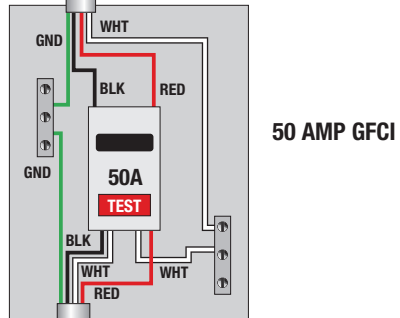 WHT
GND
BLK
RED
50 AMP GFCI
GND
50A
TEST
BLK
WHT
WHT
RED